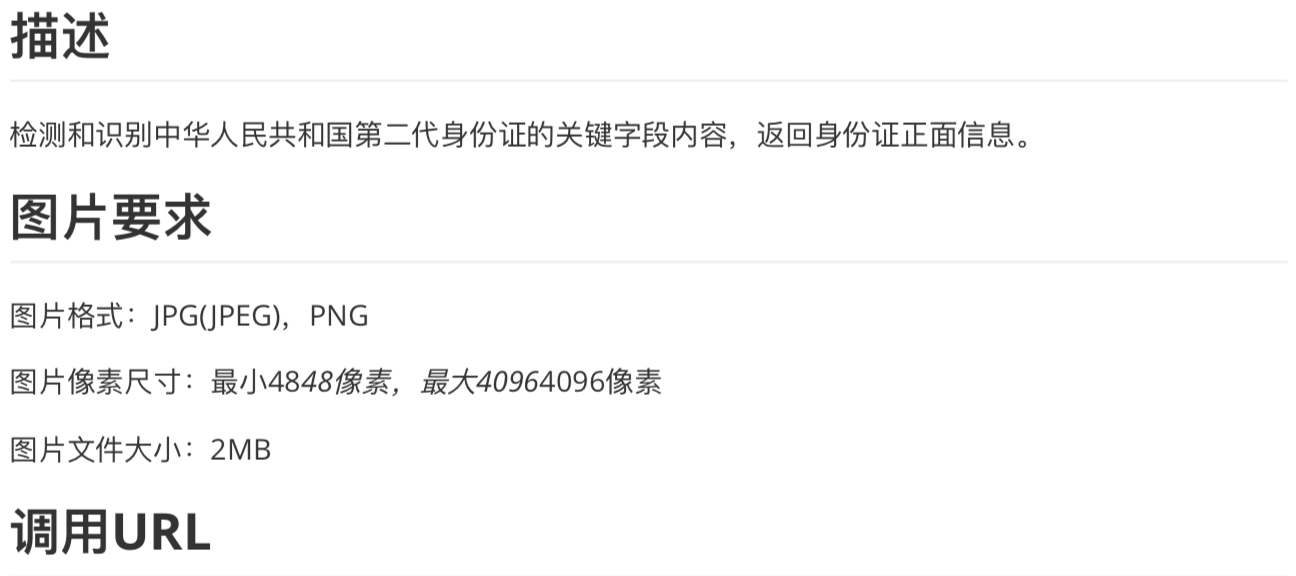 描述
检测和识别中华人民共和国第二代身份证的关键字段内容，返回身份证正面信息。
图片要求
图片格式：JPG(JPEG)，PNG
图片像素尺寸：最小4848像素，最大40964096像素
图片文件大小：2MB
调用URL